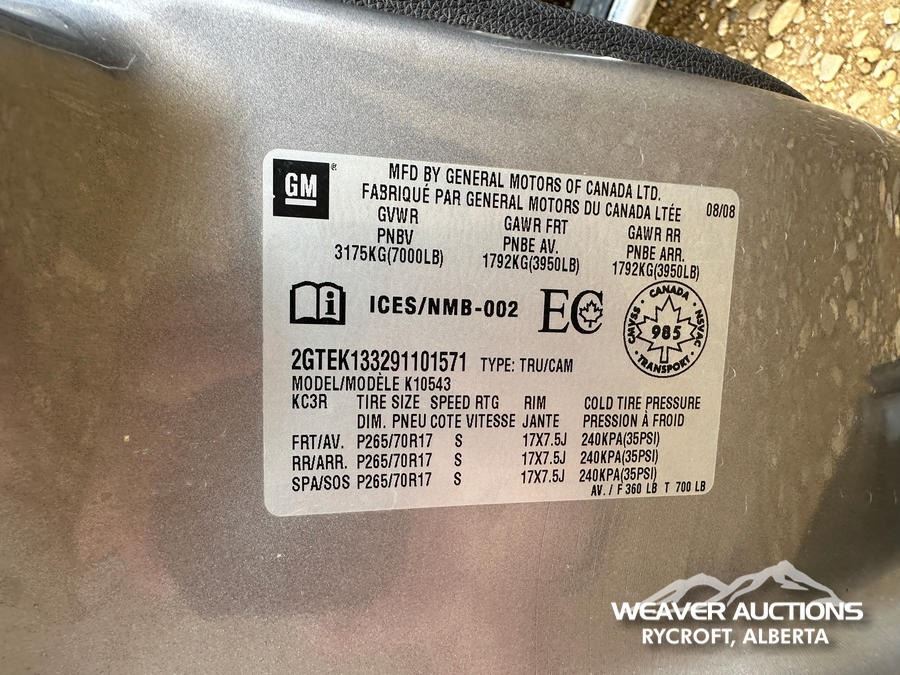 GM ®
MFD BY GENERAL MOTORS OF CANADA LTD.
FABRIQUÉ PAR GENERAL MOTORS DU CANADA LTÉE 08/08
GVWR GAWR FRT GAWR RR
PNBV PNBE AV. PNBE ARR.
3175KG(7000LB) 1792KG(3950LB) 1792KG(3950LB)
i ICES/NMB-002 EC
CANADA
CMVSS 985 NSVAC
TRANSPORT
2GTEK133291101571 TYPE: TRU/CAM
MODEL/MODÈLE K10543
KC3R TIRE SIZE SPEED RTG RIM COLD TIRE PRESSURE
DIM. PNEU COTE VITESSE JANTE PRESSION À FROID
FRT/AV. P265/70R17 S 17X7.5J 240KPA(35PSI)
RR/ARR. P265/70R17 S 17X7.5J 240KPA(35PSI)
SPA/SOS P265/70R17 S 17X7.5J 240KPA(35PSI)
AV. / F 360 LB T 700 LB
WEAVER AUCTIONS
RYCROFT, ALBERTA